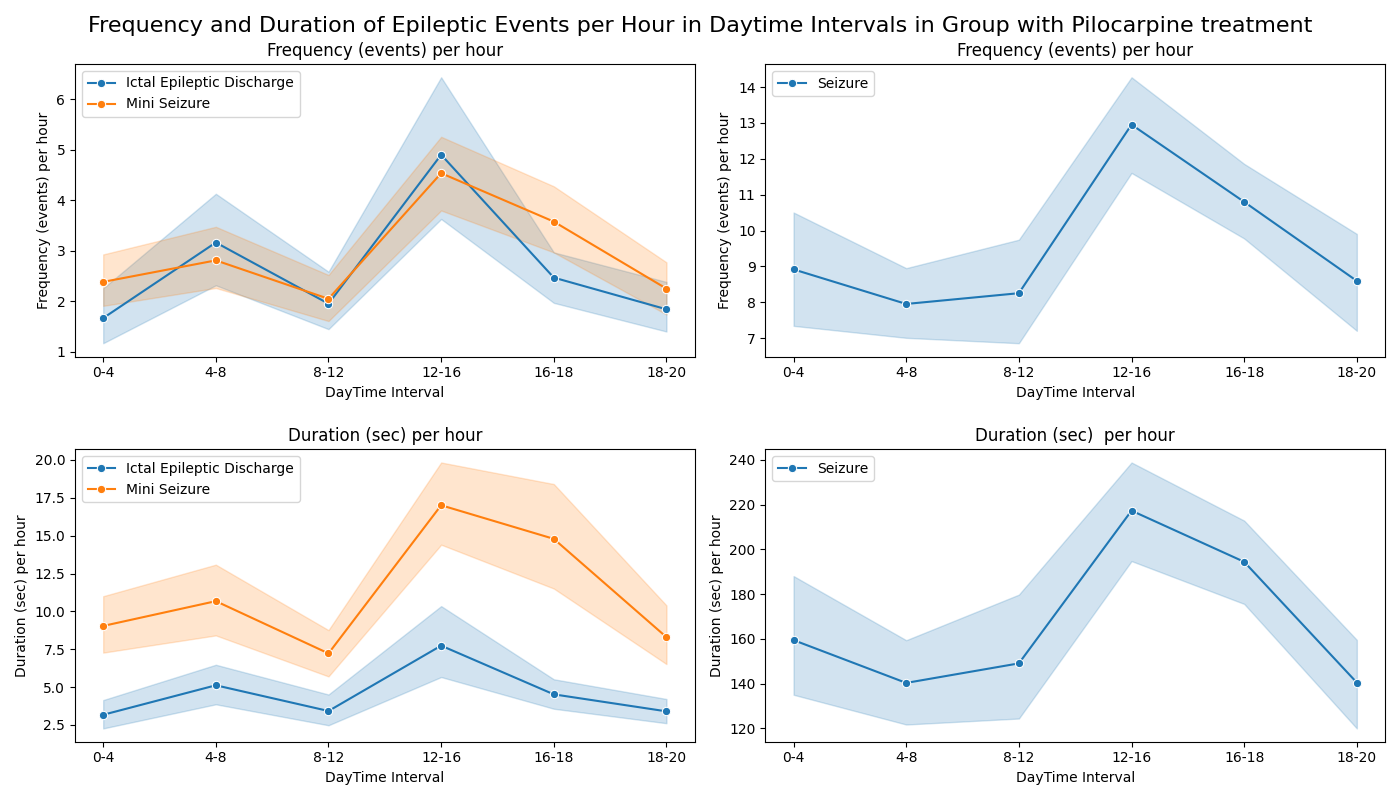 Frequency and Duration of Epileptic Events per Hour in Daytime Intervals in Group with Pilocarpine treatment
Frequency (events) per hour
Ictal Epileptic Discharge
Mini Seizure
Frequency (events) per hour
6
5
4
3
2
1
0-4 4-8 8-12 12-16 16-18 18-20
DayTime Interval
Frequency (events) per hour
Seizure
Frequency (events) per hour
14
13
12
11
10
9
8
7
0-4 4-8 8-12 12-16 16-18 18-20
DayTime Interval
Duration (sec) per hour
Ictal Epileptic Discharge
Mini Seizure
Duration (sec) per hour
20.0
17.5
15.0
12.5
10.0
7.5
5.0
2.5
0-4 4-8 8-12 12-16 16-18 18-20
DayTime Interval
Duration (sec)  per hour
Seizure
Duration (sec) per hour
240
220
200
180
160
140
120
0-4 4-8 8-12 12-16 16-18 18-20
DayTime Interval